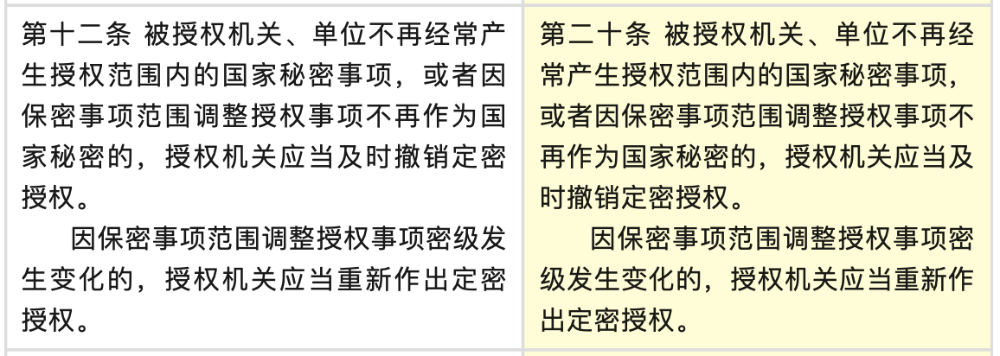 第十二条 被授权机关、单位不再经常产
生授权范围内的国家秘密事项，或者因
保密事项范围调整授权事项不再作为国
家秘密的，授权机关应当及时撤销定密
授权。
因保密事项范围调整授权事项密级发
生变化的，授权机关应当重新作出定密
授权。
第二十条 被授权机关、单位不再经
常产生授权范围内的国家秘密事项，
或者因保密事项范围调整授权事项不
再作为国家秘密的，授权机关应当及
时撤销定密授权。
因保密事项范围调整授权事项密
级发生变化的，授权机关应当重新作
出定密授权。